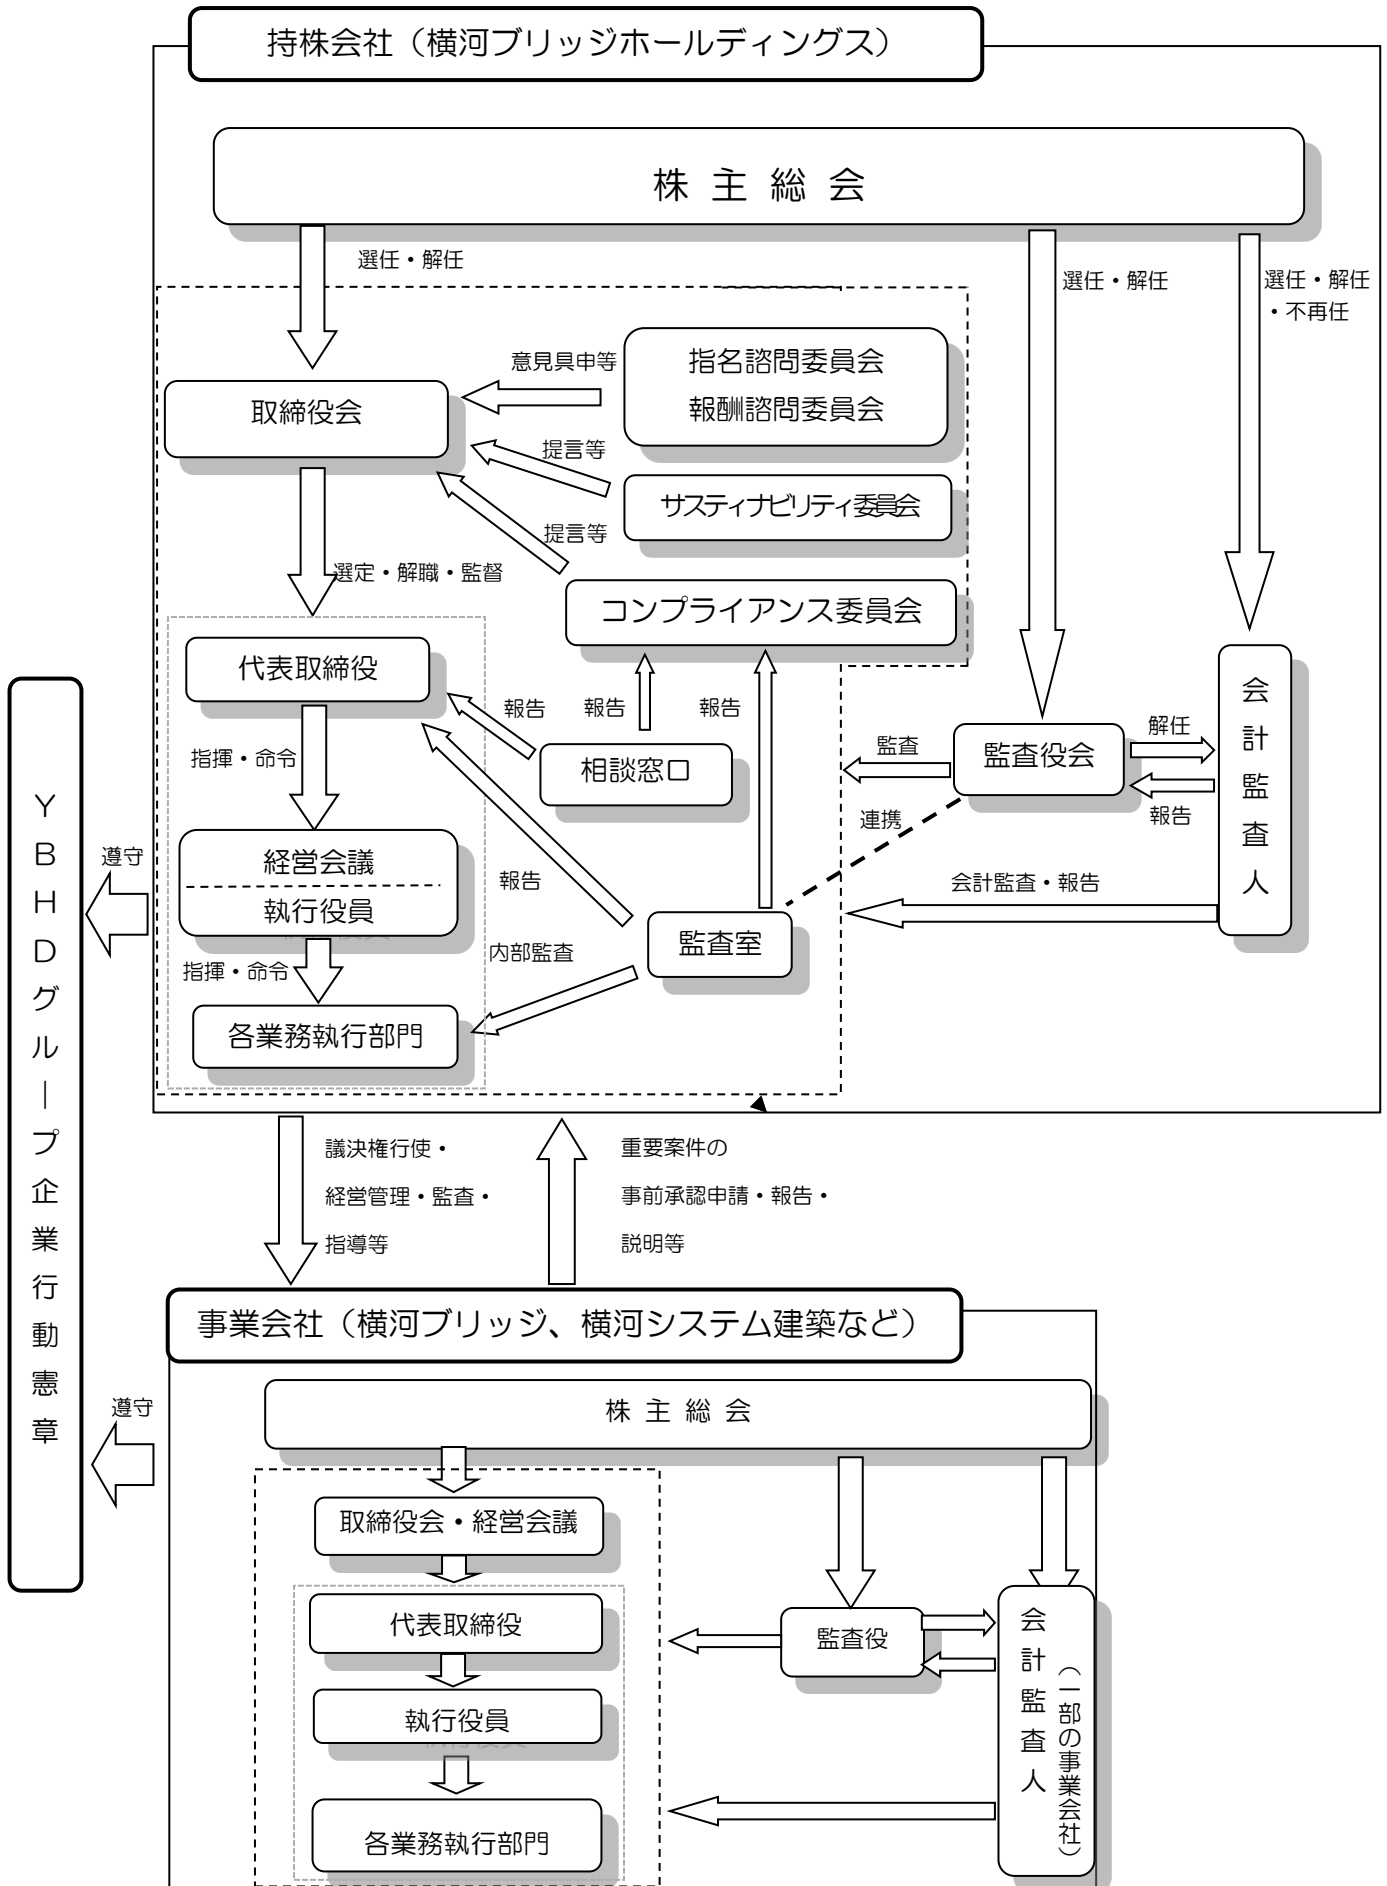 持株会社（横河ブリッジホールディングス）
株 主 総 会
選任・解任
選任・解任
選任・解任
・不再任
意見具申等
指名諮問委員会
報酬諮問委員会
取締役会
提言等
サスティナビリティ委員会
提言等
選定・解職・監督
コンプライアンス委員会
代表取締役
報告
報告
報告
相談窓口
指揮・命令
監査
監査役会
解任
報告
会計監査人
連携
経営会議
執行役員
報告
会計監査・報告
監査室
内部監査
指揮・命令
各業務執行部門
遵守
YBHDグループ企業行動憲章
議決権行使・
経営管理・監査・
指導等
重要案件の
事前承認申請・報告・
説明等
事業会社（横河ブリッジ、横河システム建築など）
遵守
株 主 総 会
取締役会・経営会議
代表取締役
監査役
会計監査人
（一部の事業会社）
執行役員
各業務執行部門